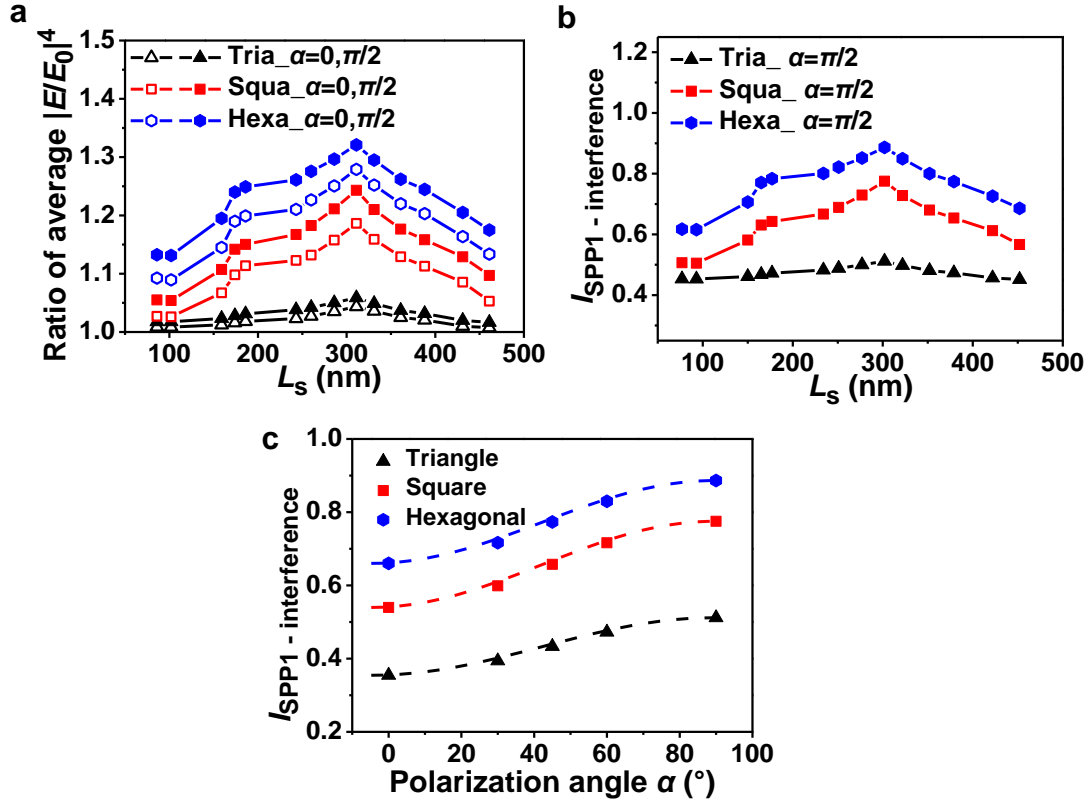 a
Ratio of average |E/E₀|⁴
1.5
1.4
1.3
1.2
1.1
1.0
Tria_α=0,π/2
Squa_α=0,π/2
Hexa_α=0,π/2
100
200
300
400
500
Lₛ (nm)
b
I SPP1 - interference
1.2
1.0
0.8
0.6
0.4
Tria_ α=π/2
Squa_ α=π/2
Hexa_ α=π/2
100
200
300
400
500
Lₛ (nm)
c
I SPP1 - interference
1.0
0.8
0.6
0.4
0.2
Triangle
Square
Hexagonal
0
20
40
60
80
100
Polarization angle α (°)